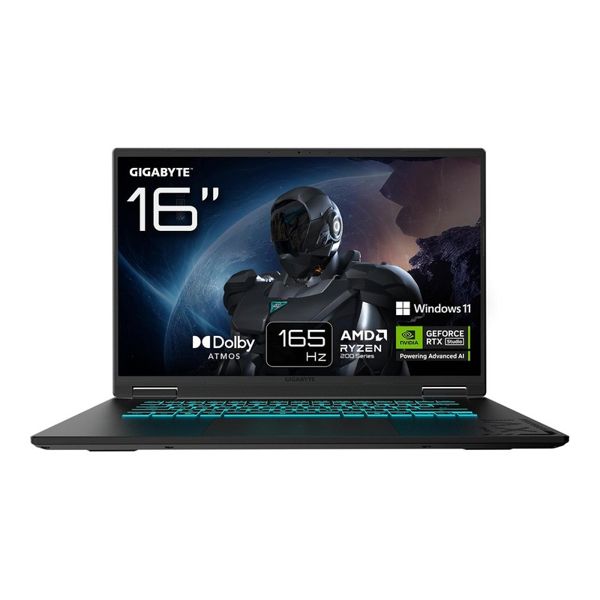 GIGABYTE™
16"
Windows 11
Dolby
ATMOS
165
Hz
AMD
RYZEN
200 Series
NVIDIA
GEFORCE
RTX Studio
Powering Advanced AI
GIGABYTE